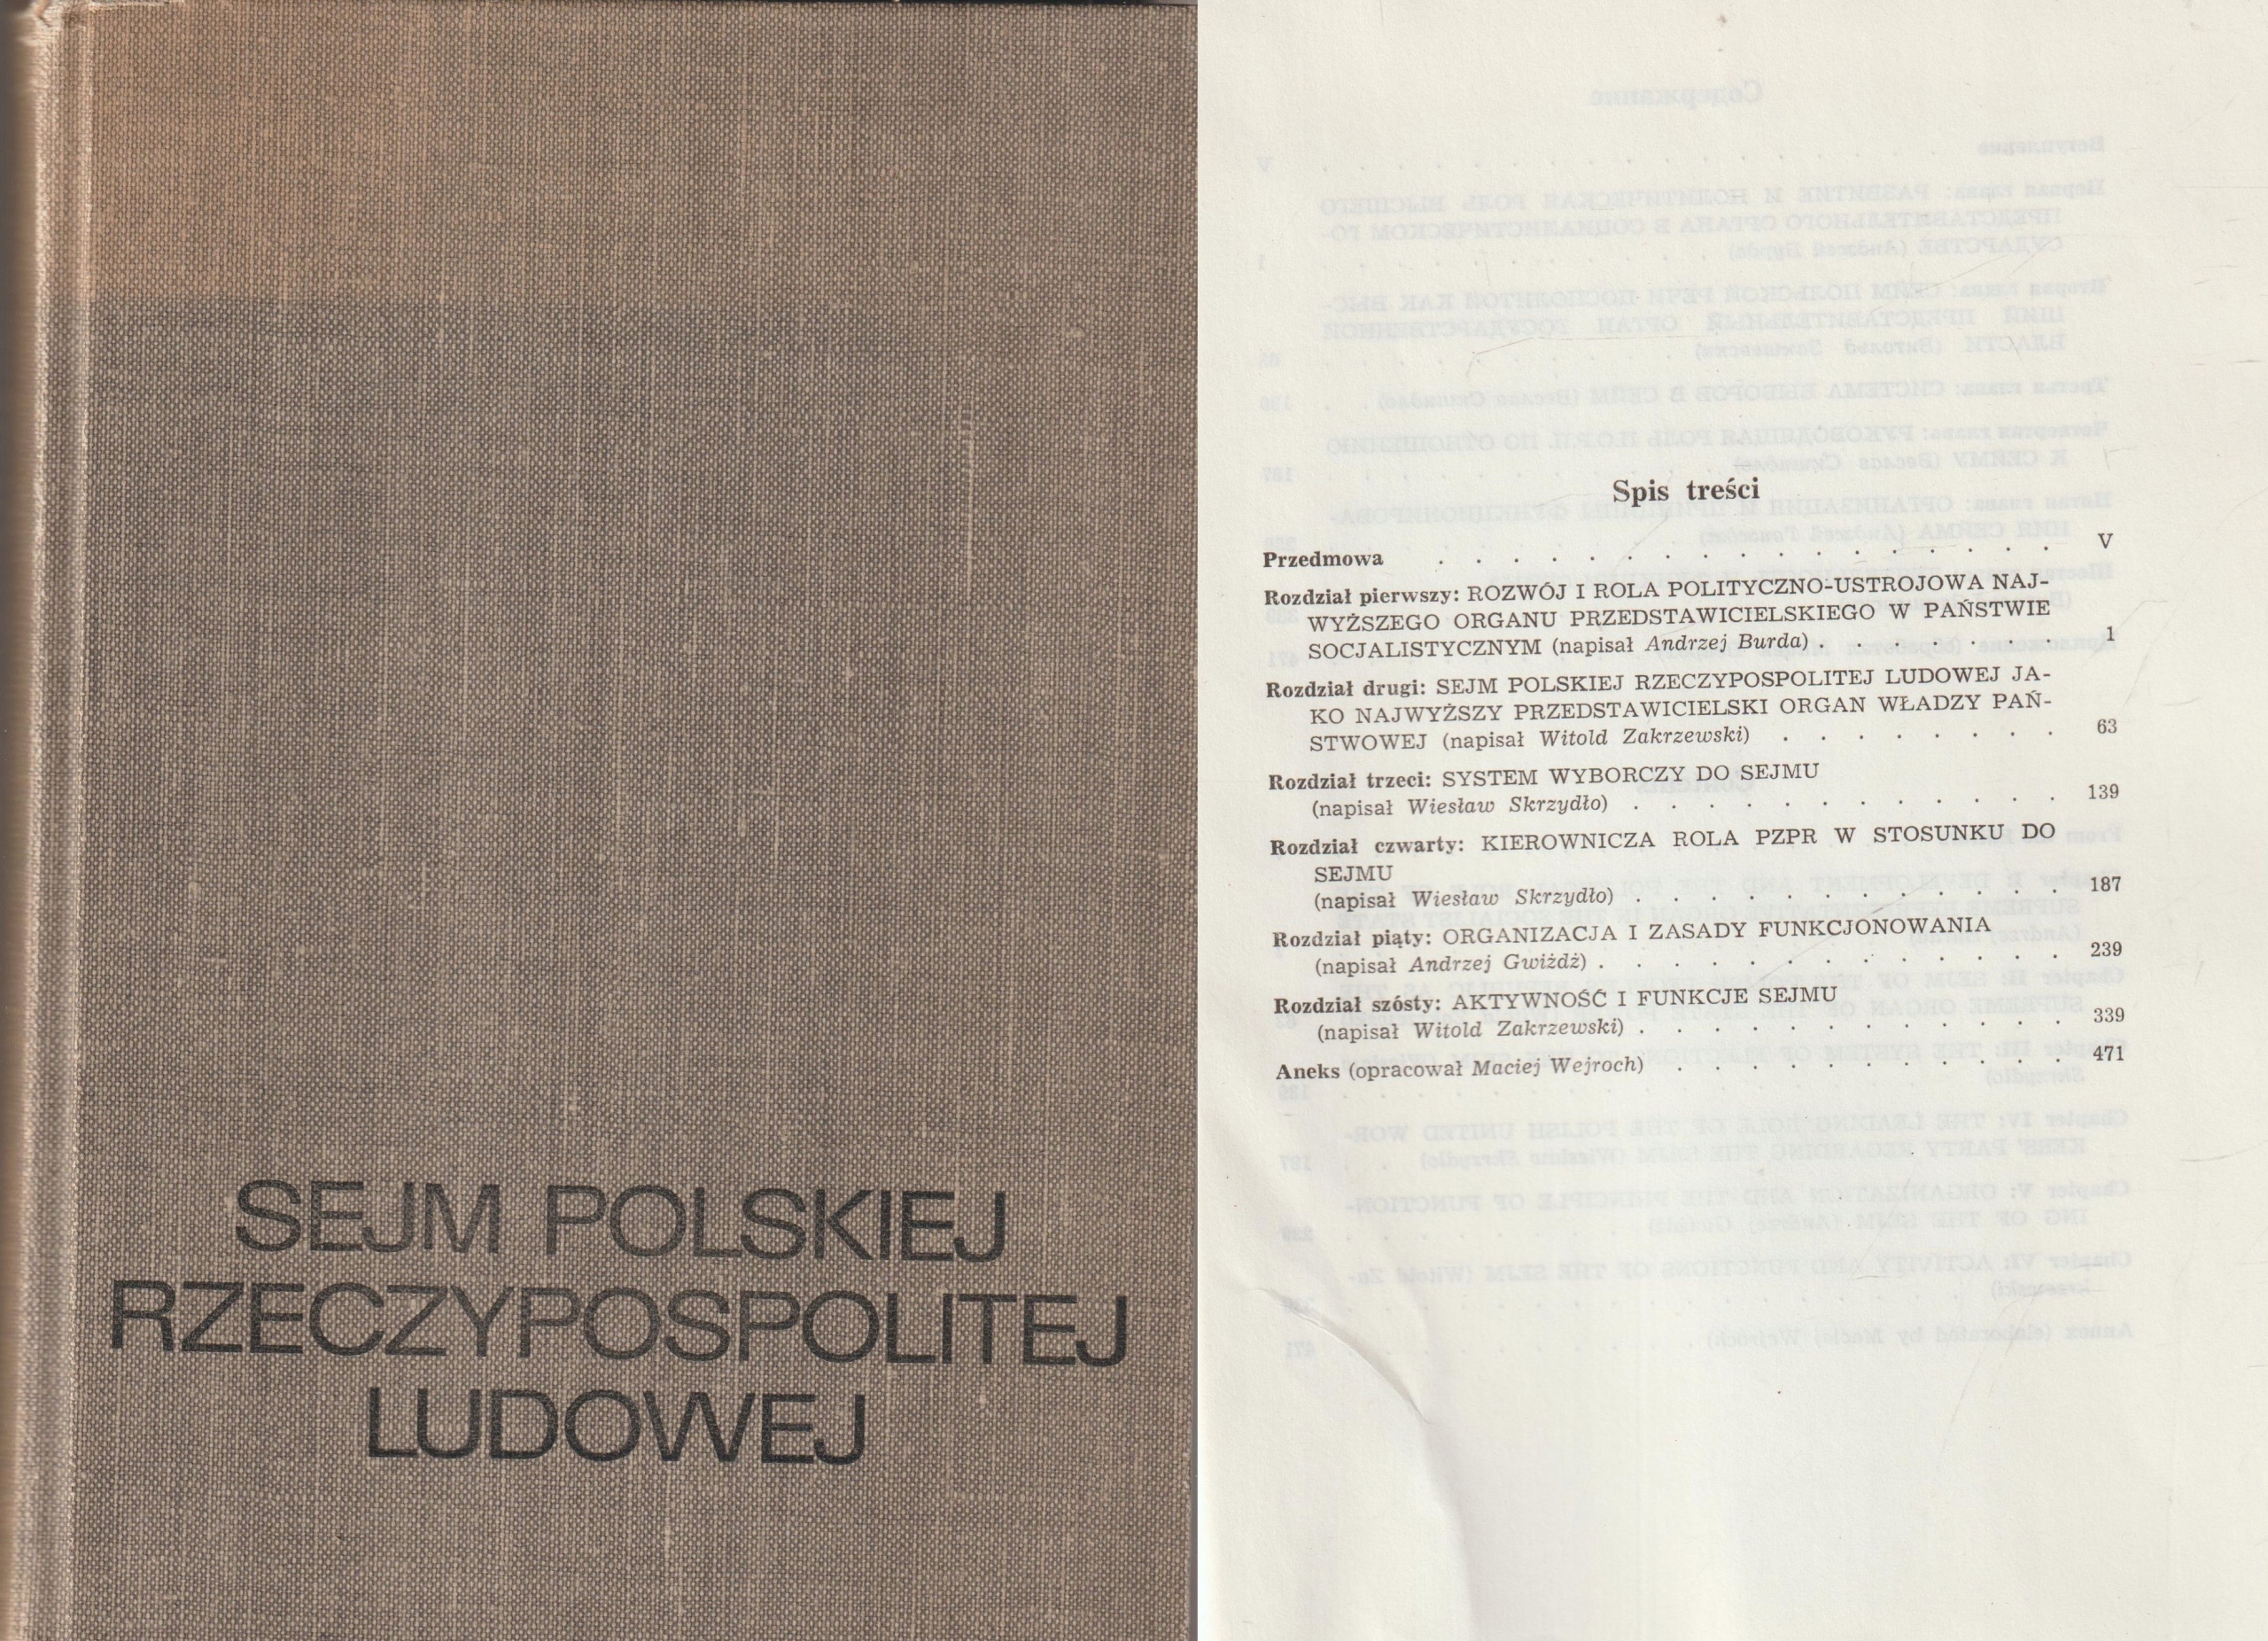 SEJM POLSKIEJ
RZECZYPOSPOLITEJ
LUDOWEJ
Spis treści
Przedmowa . . . . . . . . . . . . . . . . . V
Rozdział pierwszy: ROZWÓJ I ROLA POLITYCZNO-USTROJOWA NAJ-
WYŻSZEGO ORGANU PRZEDSTAWICIELSKIEGO W PAŃSTWIE
SOCJALISTYCZNYM (napisał Andrzej Burda) . . . . . . . 1
Rozdział drugi: SEJM POLSKIEJ RZECZYPOSPOLITEJ LUDOWEJ JA-
KO NAJWYŻSZY PRZEDSTAWICIELSKI ORGAN WŁADZY PAŃ-
STWOWEJ (napisał Witold Zakrzewski) . . . . . . . . 63
Rozdział trzeci: SYSTEM WYBORCZY DO SEJMU
(napisał Wiesław Skrzydło) . . . . . . . . . . . . 139
Rozdział czwarty: KIEROWNICZA ROLA PZPR W STOSUNKU DO
SEJMU
(napisał Wiesław Skrzydło) . . . . . . . . . . . . 187
Rozdział piąty: ORGANIZACJA I ZASADY FUNKCJONOWANIA
(napisał Andrzej Gwiżdż) . . . . . . . . . . . . . 239
Rozdział szósty: AKTYWNOŚĆ I FUNKCJE SEJMU
(napisał Witold Zakrzewski) . . . . . . . . . . . . 339
Aneks (opracował Maciej Wejroch) . . . . . . . . . . . 471